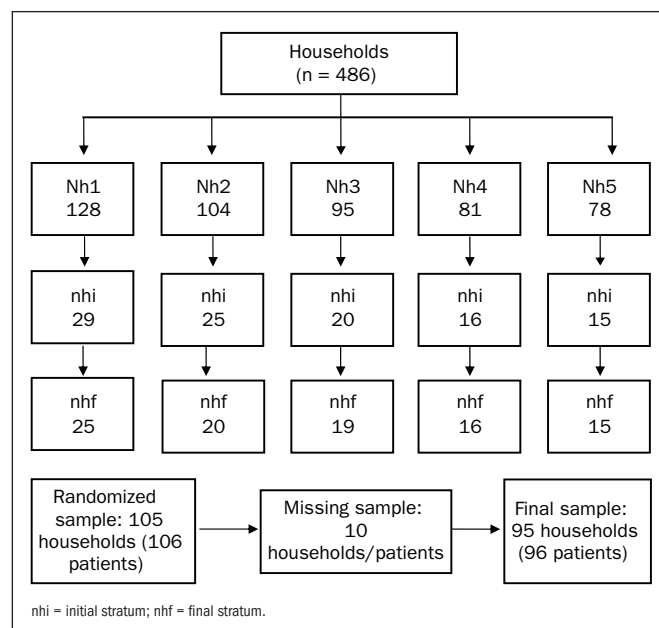 Households
(n = 486)
Nh1
128
Nh2
104
Nh3
95
Nh4
81
Nh5
78
nhi
29
nhi
25
nhi
20
nhi
16
nhi
15
nhf
25
nhf
20
nhf
19
nhf
16
nhf
15
Randomized
sample: 105
households (106
patients)
Missing sample:
10
households/patients
Final sample:
95 households
(96 patients)
nhi = initial stratum; nhf = final stratum.